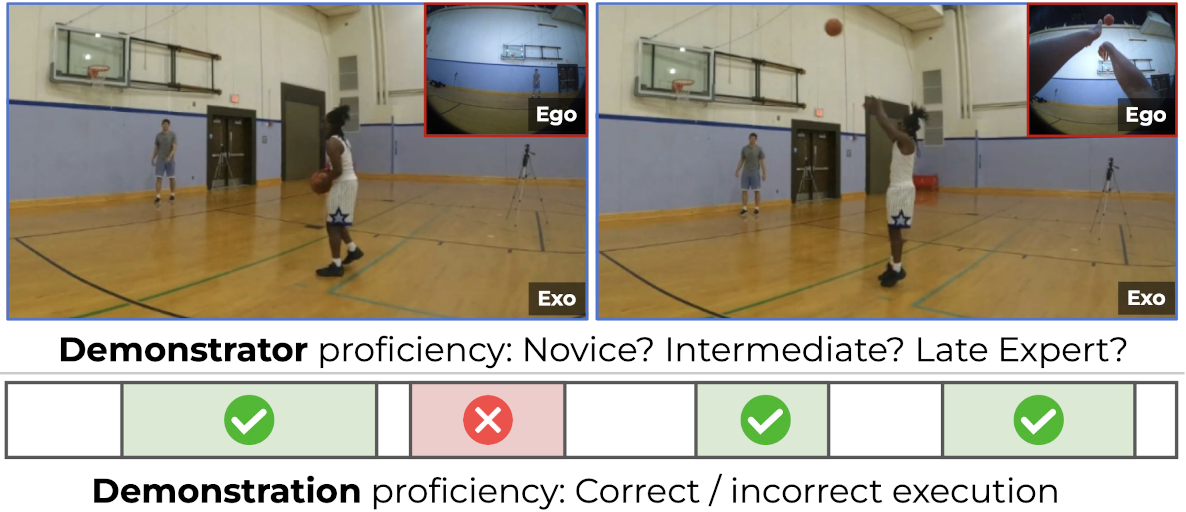 Ego
Exo
Ego
Exo
Demonstrator proficiency: Novice? Intermediate? Late Expert?
Demonstration proficiency: Correct / incorrect execution